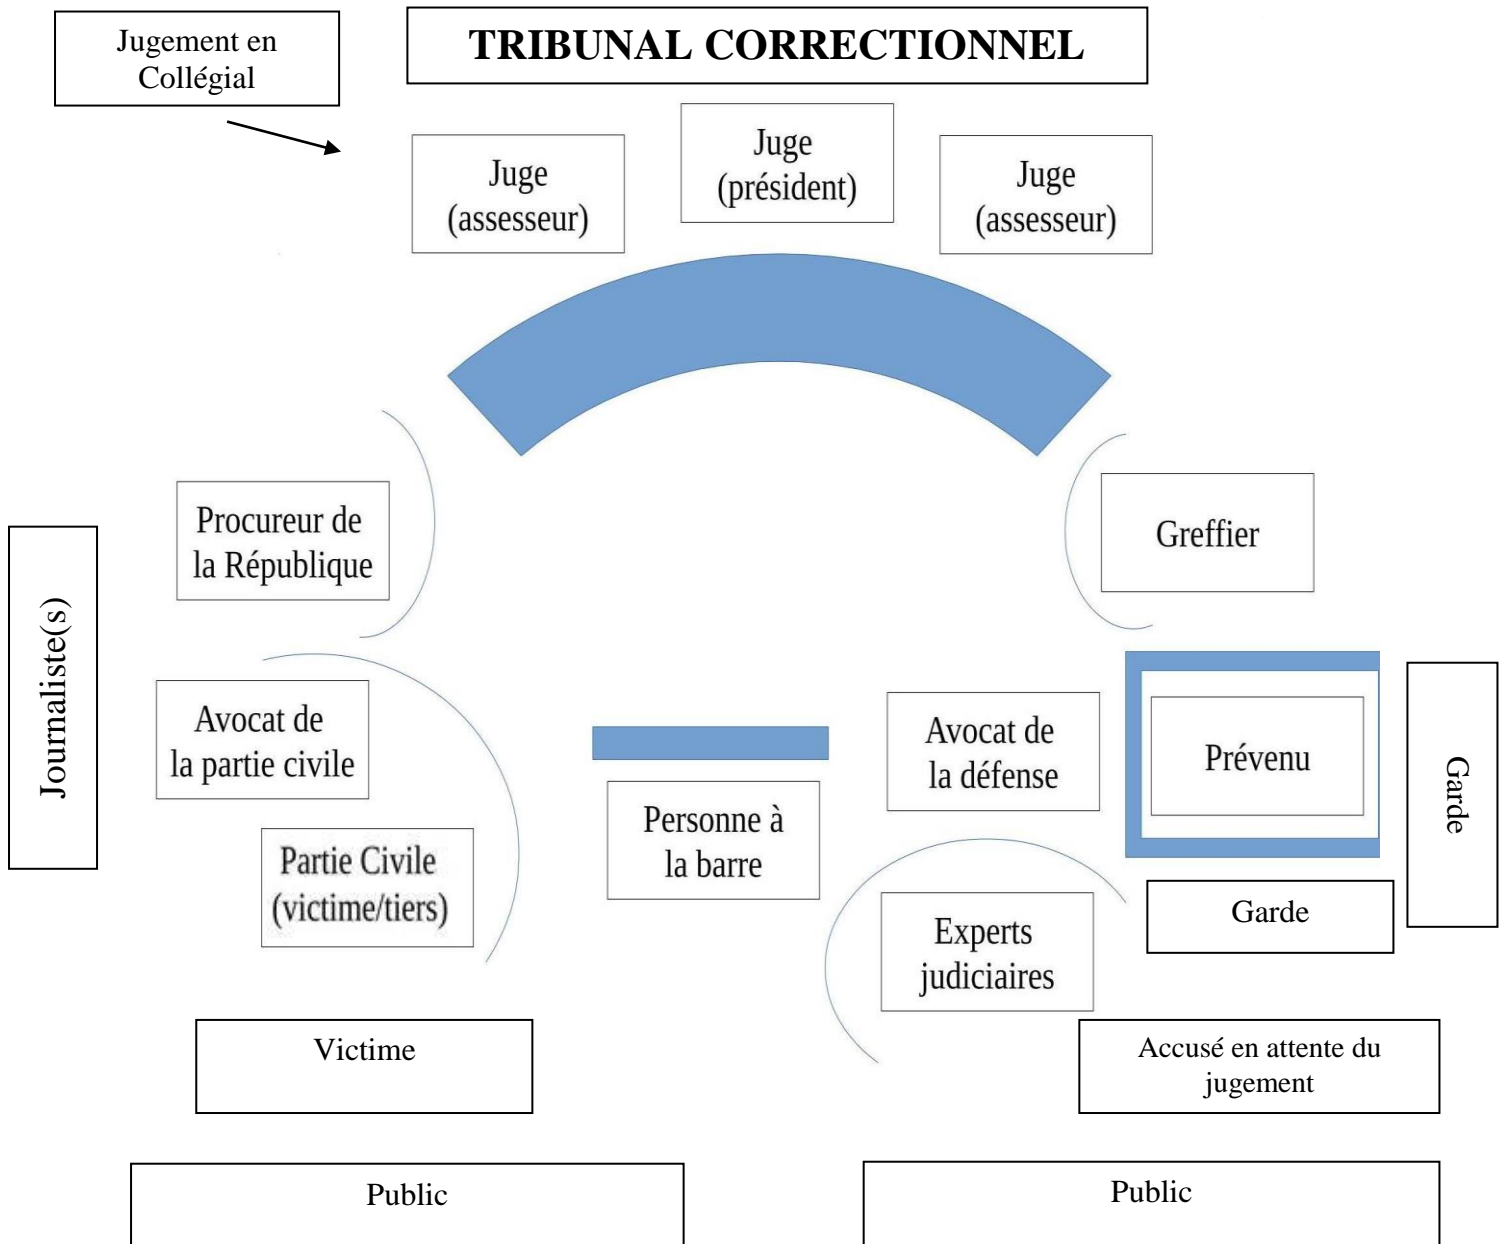 Jugement en
Collégial
TRIBUNAL CORRECTIONNEL
Juge
(assesseur)
Juge
(président)
Juge
(assesseur)
Procureur de
la République
Greffier
Journaliste(s)
Avocat de
la partie civile
Partie Civile
(victime/tiers)
Personne à
la barre
Avocat de
la défense
Prévenu
Garde
Garde
Experts
judiciaires
Victime
Accusé en attente du
jugement
Public
Public